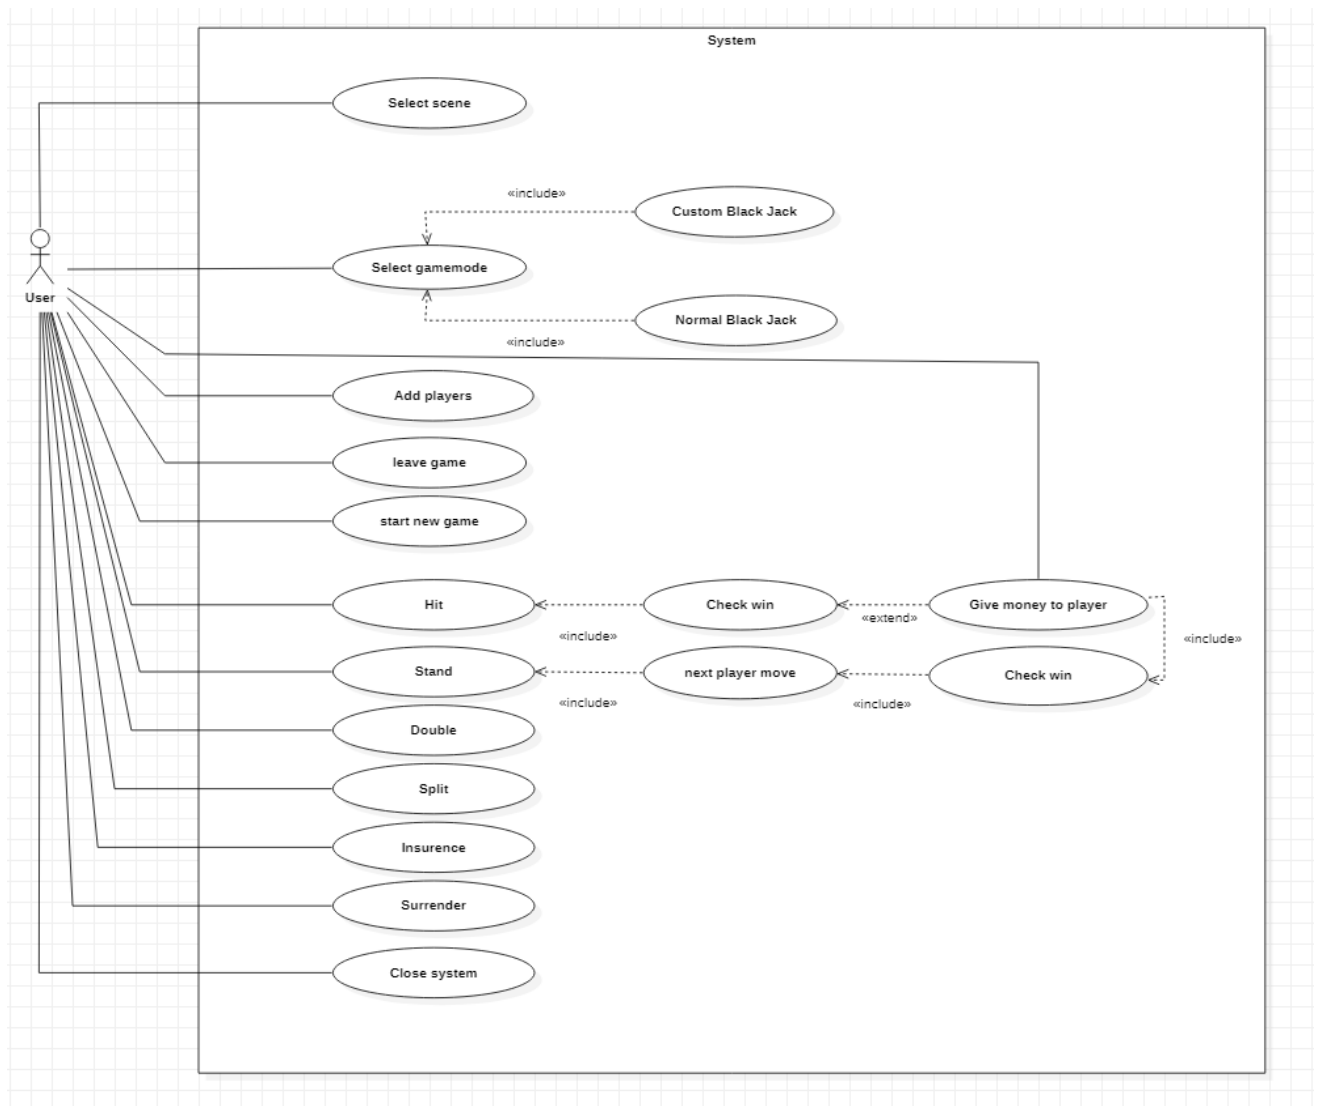 System
Select scene
«include»
Custom Black Jack
Select gamemode
User
Normal Black Jack
«include»
Add players
leave game
start new game
Hit
Check win
Give money to player
«extend»
«include»
«include»
Stand
next player move
Check win
«include»
«include»
Double
Split
Insurence
Surrender
Close system